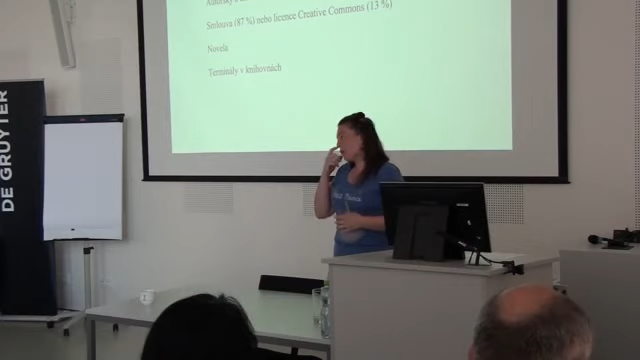 Smlouva (87 %) nebo licence Creative Commons (13 %)
Novela
Terminály v knihovnách
DE GRUYTER